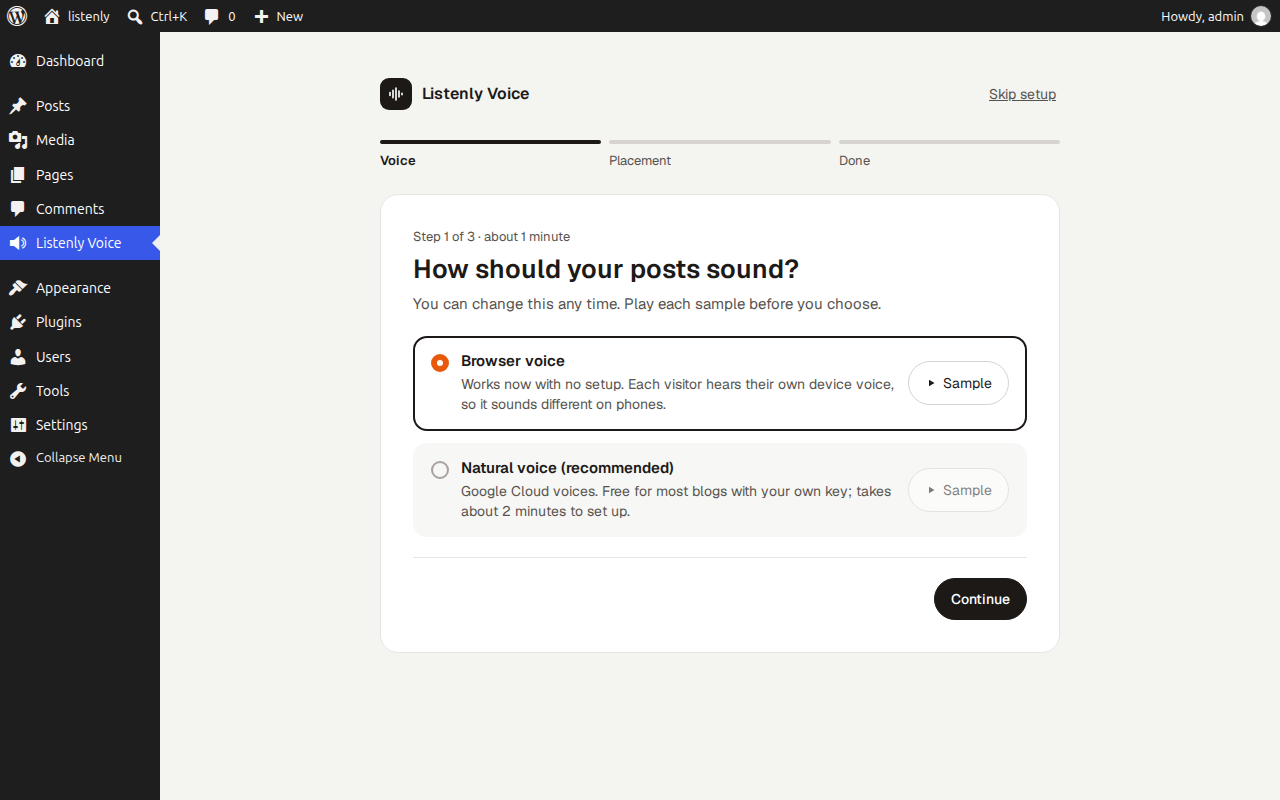 listenly
Ctrl+K
0
New
Howdy, admin
Dashboard
Posts
Media
Pages
Comments
Listenly Voice
Appearance
Plugins
Users
Tools
Settings
Collapse Menu
Listenly Voice
Skip setup
Voice
Placement
Done
Step 1 of 3 · about 1 minute
How should your posts sound?
You can change this any time. Play each sample before you choose.
Browser voice
Works now with no setup. Each visitor hears their own device voice,
so it sounds different on phones.
Sample
Natural voice (recommended)
Google Cloud voices. Free for most blogs with your own key; takes
about 2 minutes to set up.
Sample
Continue